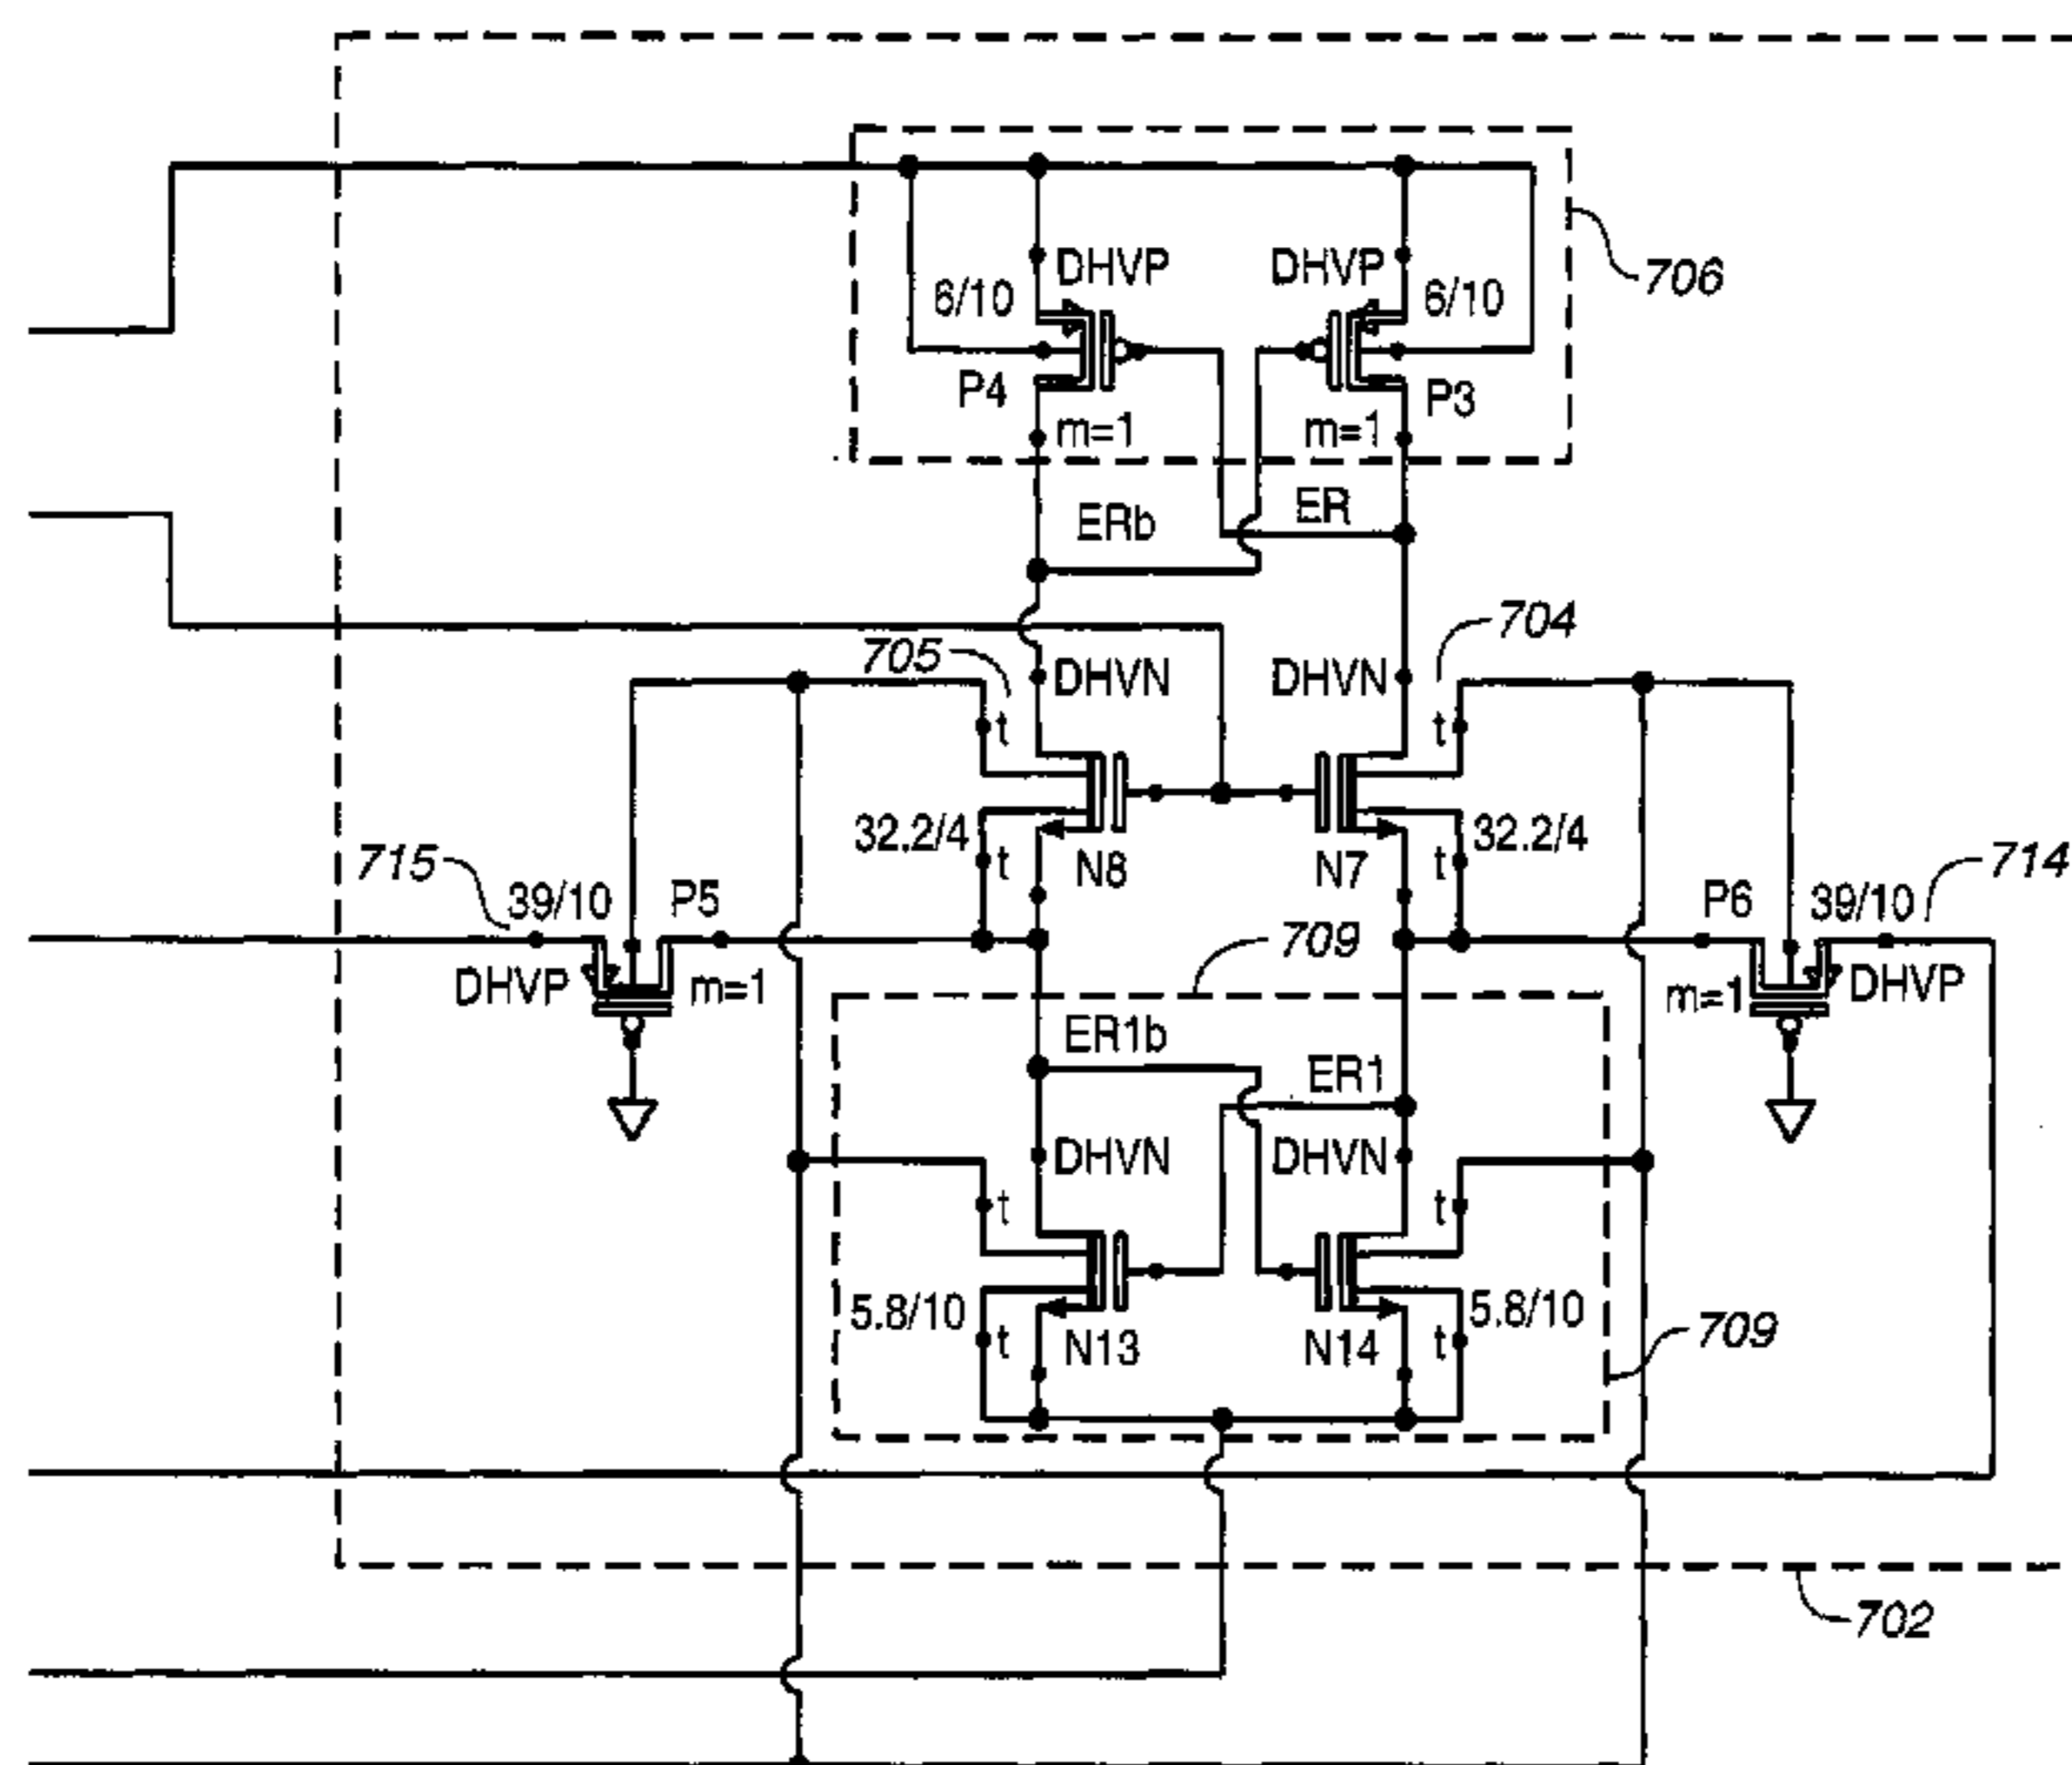 DHVP DHVP
6/10 6/10 706
P4 P3
m=1 m=1
ERb ER
705 704
DHVN DHVN
t t
32.2/4 32.2/4
t N8 N7 t
715 39/10 P5 P6 39/10 714
709
DHVP m=1 m=1 DHVP
ER1b ER1
DHVN DHVN
t t
5.8/10 5.8/10
t N13 N14 t 709
702